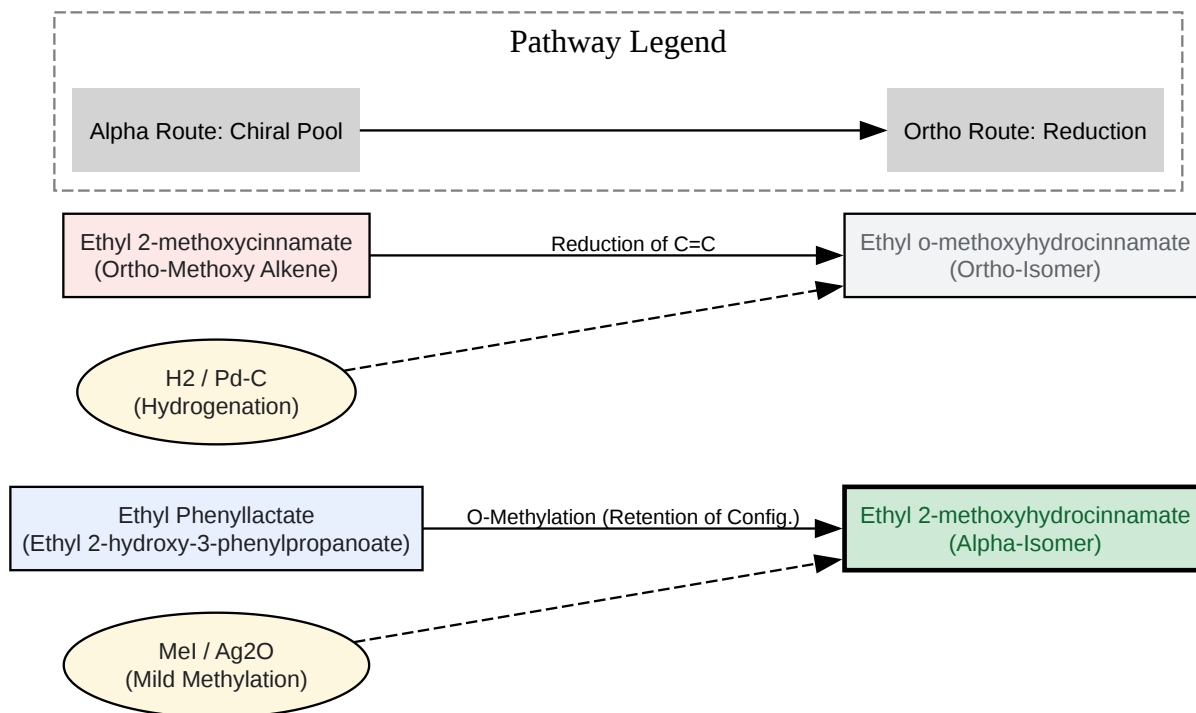 Pathway Legend
Alpha Route: Chiral Pool
Ortho Route: Reduction
Ethyl 2-methoxycinnamate
(Ortho-Methoxy Alkene)
Reduction of C=C
Ethyl o-methoxyhydrocinnamate
(Ortho-Isomer)
H2 / Pd-C
(Hydrogenation)
Ethyl Phenyllactate
(Ethyl 2-hydroxy-3-phenylpropanoate)
O-Methylation (Retention of Config.)
Ethyl 2-methoxyhydrocinnamate
(Alpha-Isomer)
MeI / Ag2O
(Mild Methylation)